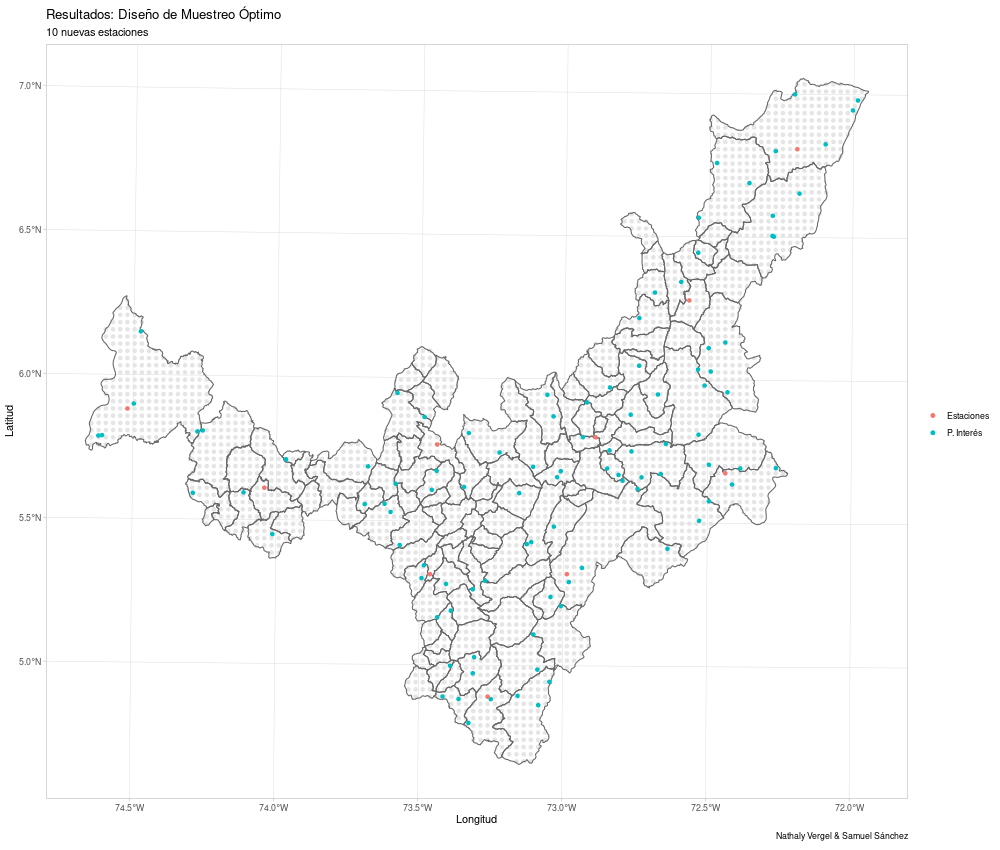 Resultados: Diseño de Muestreo Óptimo
10 nuevas estaciones
7.0°N
6.5°N
6.0°N
5.5°N
5.0°N
Latitud
74.5°W
74.0°W
73.5°W
73.0°W
72.5°W
72.0°W
Longitud
Estaciones
P. Interés
Nathaly Vergel & Samuel Sánchez